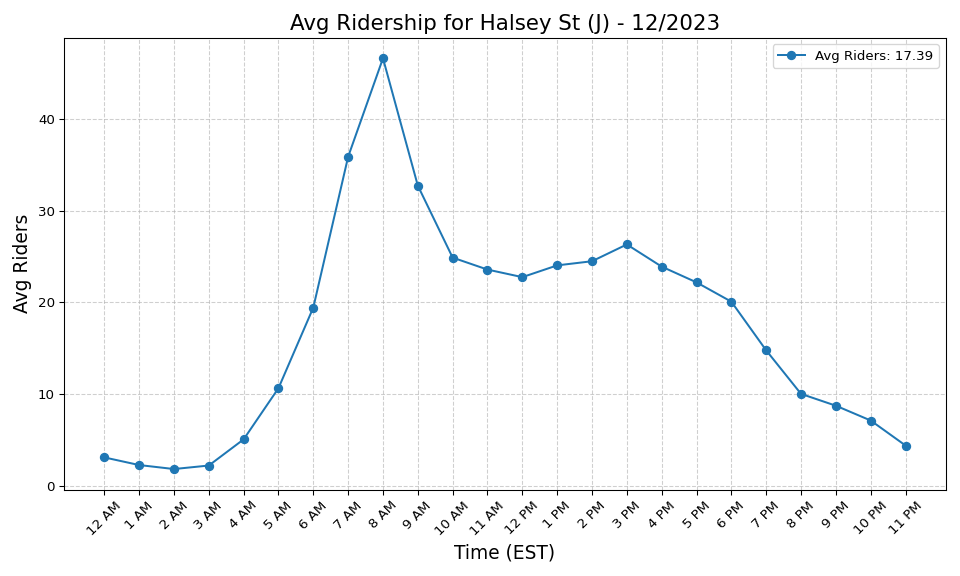 Avg Ridership for Halsey St (J) - 12/2023
Avg Riders: 17.39
Avg Riders
40
30
20
10
0
12 AM
1 AM
2 AM
3 AM
4 AM
5 AM
6 AM
7 AM
8 AM
9 AM
10 AM
11 AM
12 PM
1 PM
2 PM
3 PM
4 PM
5 PM
6 PM
7 PM
8 PM
9 PM
10 PM
11 PM
Time (EST)